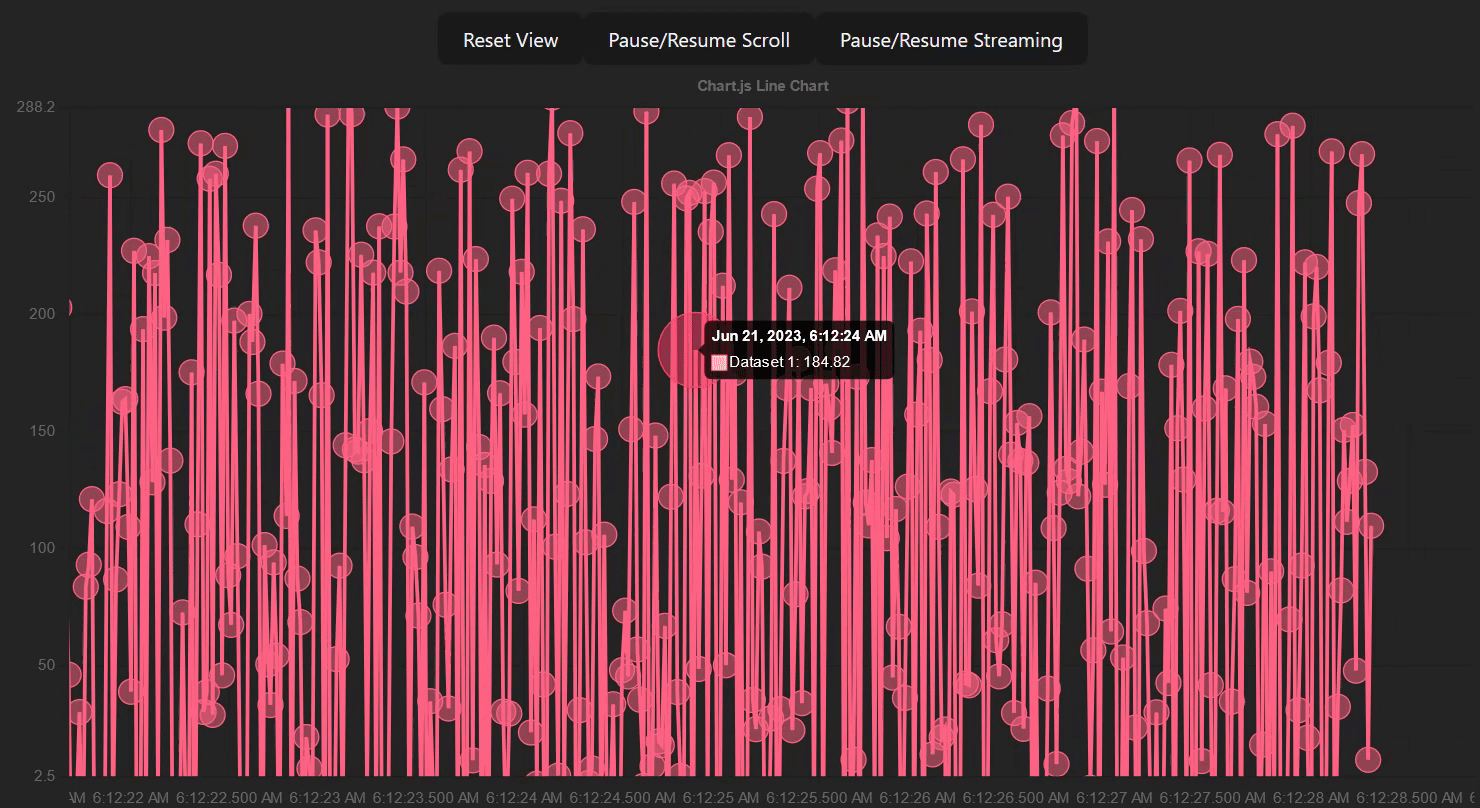 Reset View Pause/Resume Scroll Pause/Resume Streaming
Chart.js Line Chart
288.2
250
200
Jun 21, 2023, 6:12:24 AM
Dataset 1: 184.82
150
100
50
2.5
AM 6:12:22 AM 6:12:22.500 AM 6:12:23 AM 6:12:23.500 AM 6:12:24 AM 6:12:24.500 AM 6:12:25 AM 6:12:25.500 AM 6:12:26 AM 6:12:26.500 AM 6:12:27 AM 6:12:27.500 AM 6:12:28 AM 6:12:28.500 AM